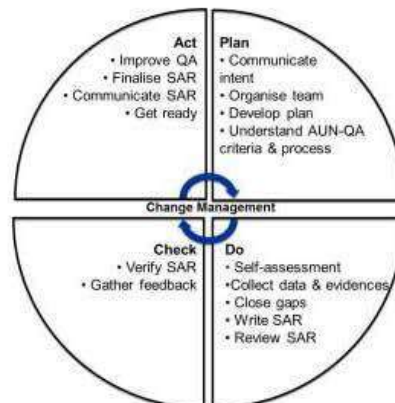 Act
• Improve QA
• Finalise SAR
• Communicate SAR
• Get ready
Plan
• Communicate
intent
• Organise team
• Develop plan
• Understand AUN-QA
criteria & process
Change Management
Check
• Verify SAR
• Gather feedback
Do
• Self-assessment
•Collect data & evidences
• Close gaps
• Write SAR
• Review SAR